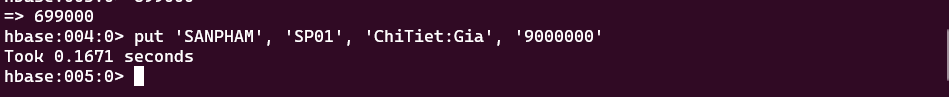 => 699000
hbase:004:0> put 'SANPHAM', 'SP01', 'ChiTiet:Gia', '9000000'
Took 0.1671 seconds
hbase:005:0>